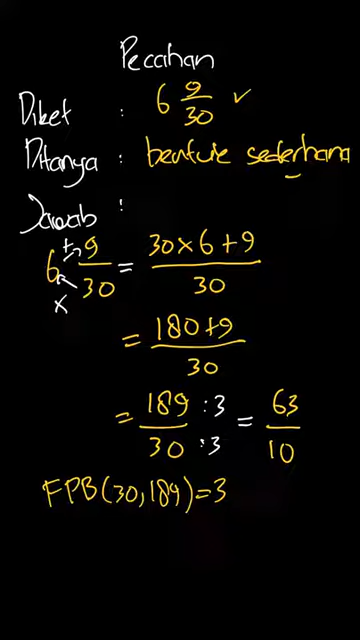 Pecahan
Diket : 6 9/30 ✓
Ditanya : bentuk sederhana
Jawab :
6 9/30 = (30 × 6 + 9)/30
+
×
= (180 + 9)/30
= 189/30 :3 :3 = 63/10
FPB(30, 189) = 3